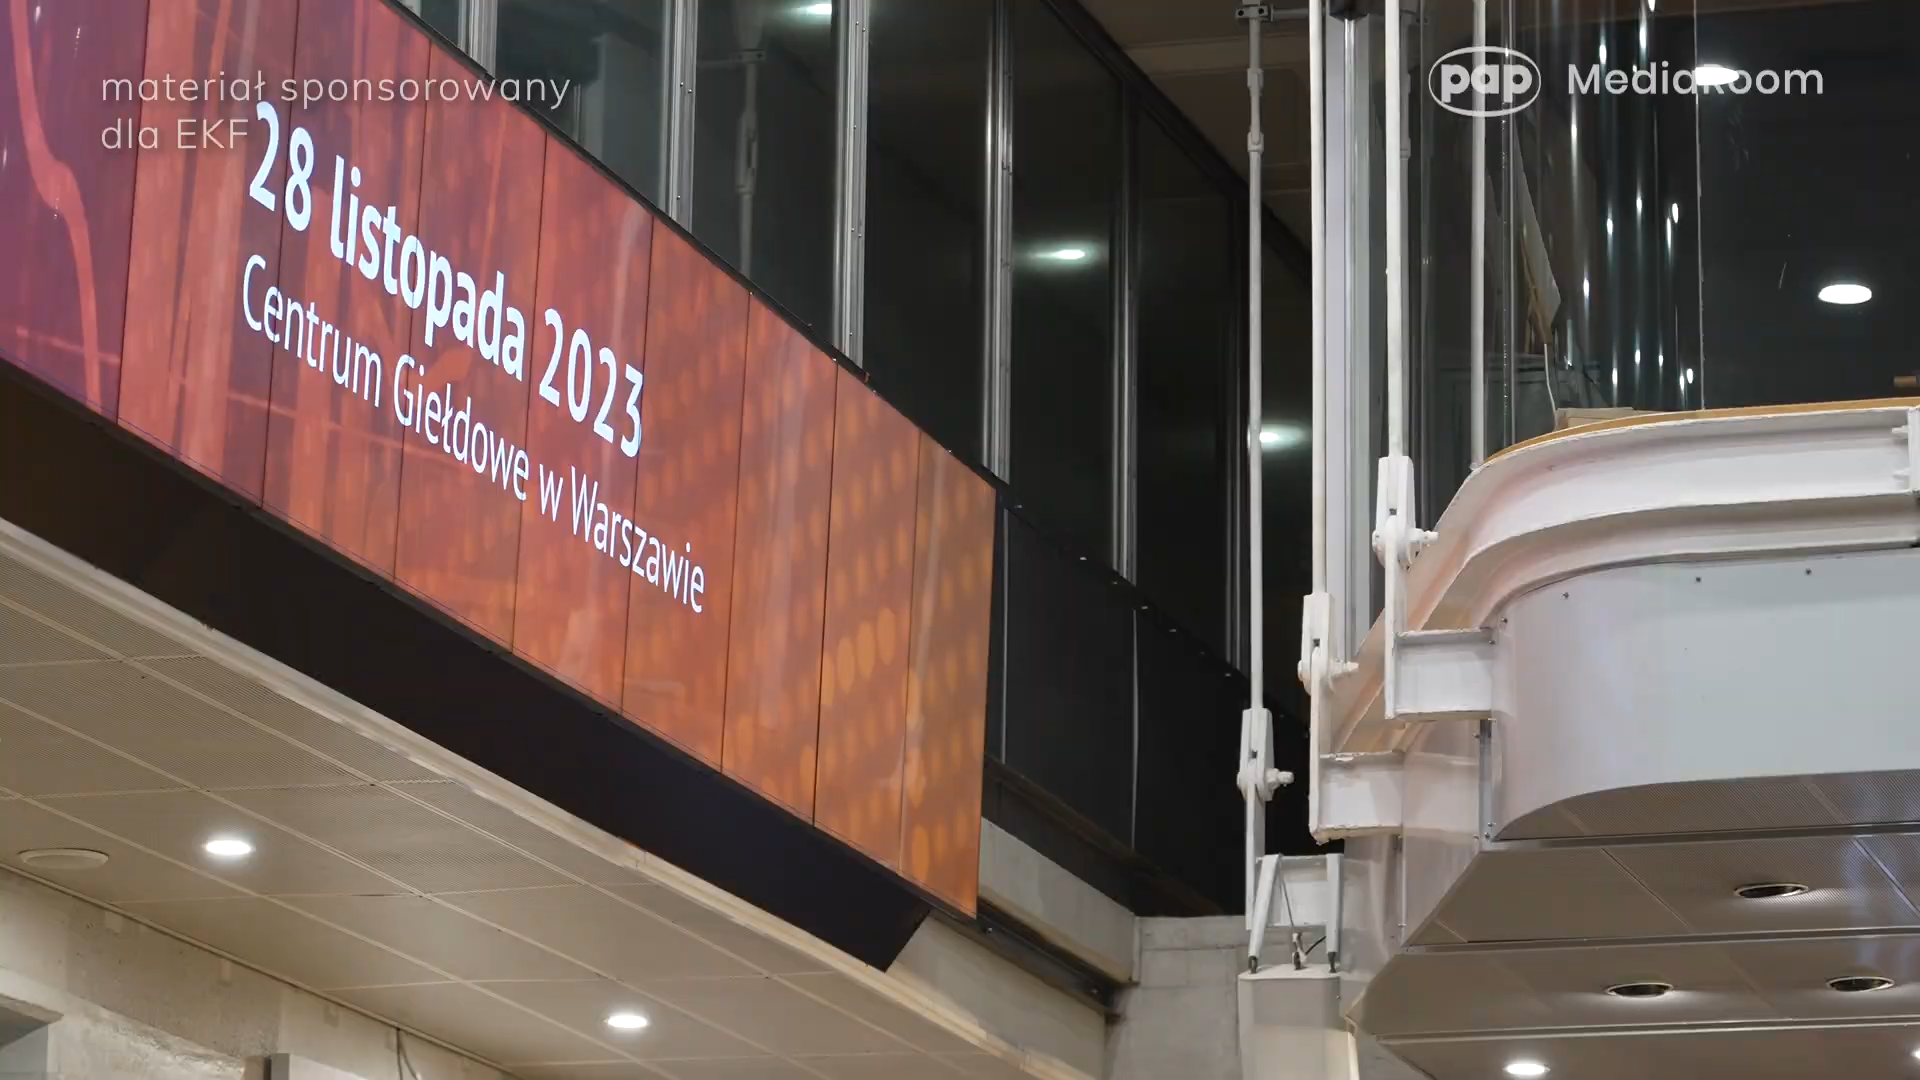 materiał sponsorowany
dla EKF
pap MediaRoom
28 listopada 2023
Centrum Giełdowe w Warszawie